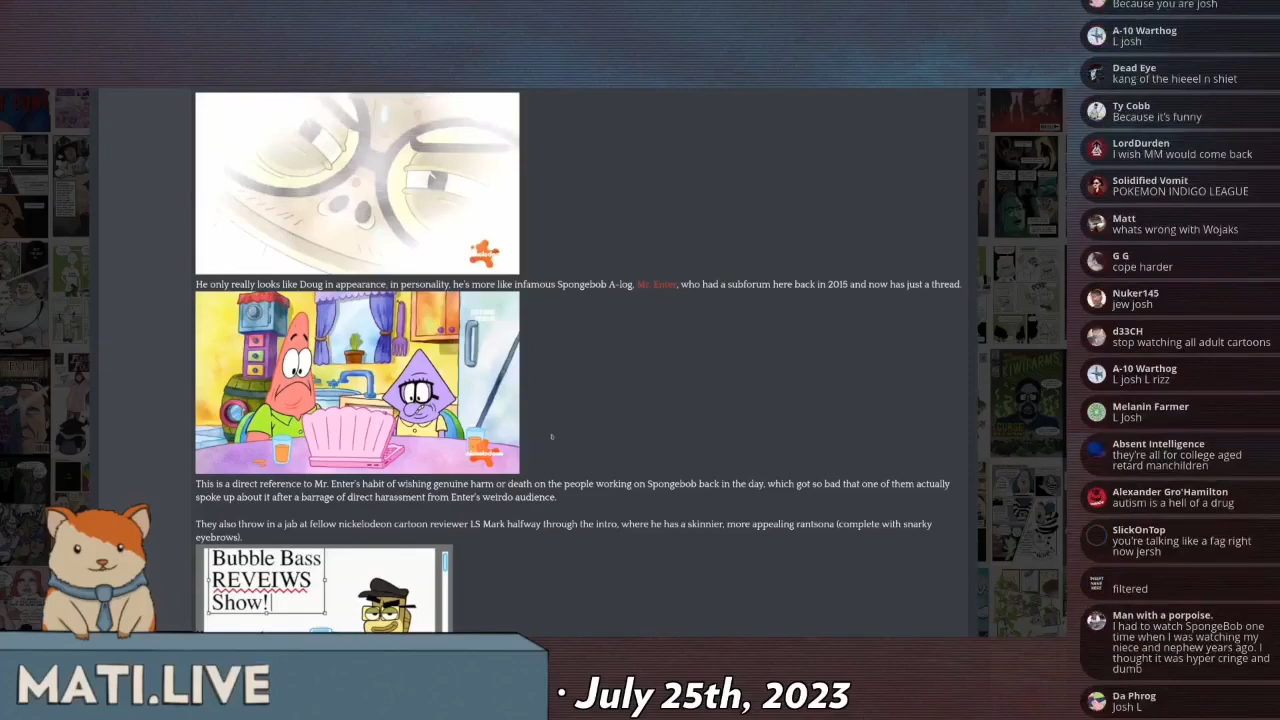 He only really looks like Doug in appearance, in personality, he's more like infamous Spongebob A-log, Mr. Enter, who had a subforum here back in 2015 and now has just a thread.
This is a direct reference to Mr. Enter's habit of wishing genuine harm or death on the people working on Spongebob back in the day, which got so bad that one of them actually
spoke up about it after a barrage of direct harassment from Enter's weirdo audience.
They also throw in a jab at fellow nickelodeon cartoon reviewer LS Mark halfway through the intro, where he has a skinnier, more appealing rantsona (complete with snarky
eyebrows).
Bubble Bass
REVEIWS
Show!
MATI.LIVE
· July 25th, 2023
Because you are josh
A-10 Warthog
L josh
Dead Eye
kang of the hieeel n shiet
Ty Cobb
Because it's funny
LordDurden
I wish MM would come back
Solidified Vomit
POKEMON INDIGO LEAGUE
Matt
whats wrong with Wojaks
G G
cope harder
Nuker145
jew josh
d33CH
stop watching all adult cartoons
A-10 Warthog
L josh L rizz
Melanin Farmer
L Josh
Absent Intelligence
they're all for college aged
retard manchildren
Alexander Gro'Hamilton
autism is a hell of a drug
SlickOnTop
you're talking like a fag right
now jersh
filtered
Man with a porpoise.
I had to watch SpongeBob one
time when I was watching my
niece and nephew years ago. I
thought it was hyper cringe and
dumb
Da Phrog
Josh L